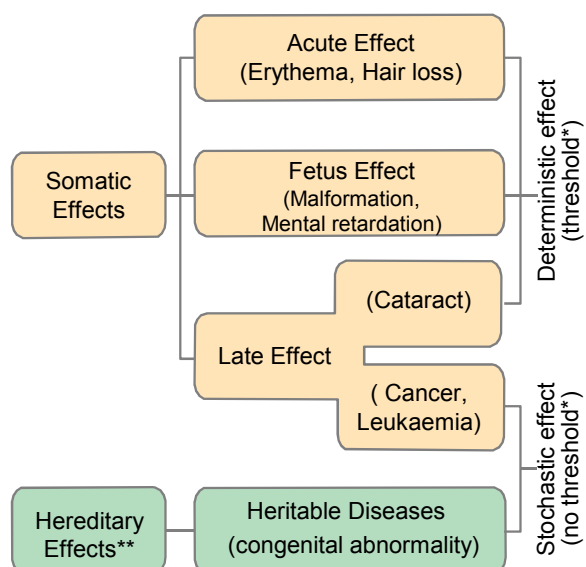 Acute Effect
(Erythema, Hair loss)
Somatic
Effects
Fetus Effect
(Malformation,
Mental retardation)
Late Effect
(Cataract)
( Cancer,
Leukaemia)
Deterministic effect
(threshold*)
Stochastic effect
(no threshold*)
Hereditary
Effects**
Heritable Diseases
(congenital abnormality)